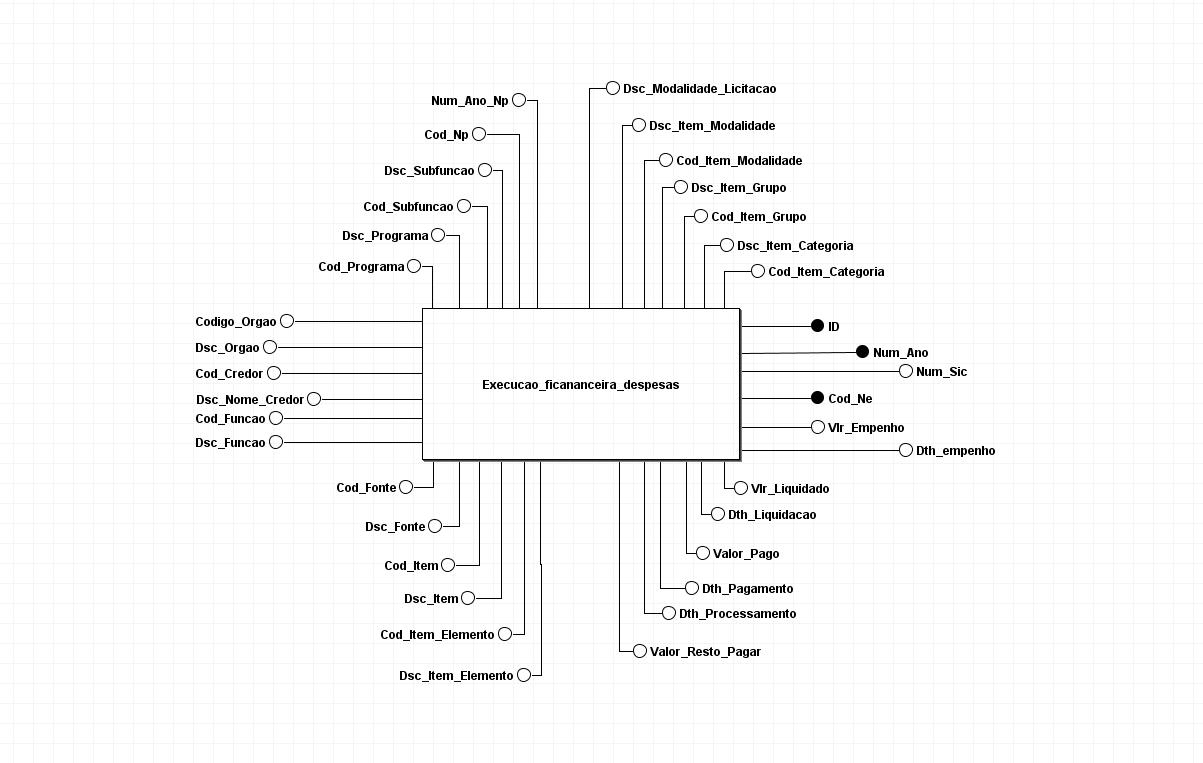 Dsc_Modalidade_Licitacao
Num_Ano_Np
Dsc_Item_Modalidade
Cod_Np
Cod_Item_Modalidade
Dsc_Subfuncao
Dsc_Item_Grupo
Cod_Subfuncao
Cod_Item_Grupo
Dsc_Programa
Dsc_Item_Categoria
Cod_Programa
Cod_Item_Categoria
Codigo_Orgao
ID
Dsc_Orgao
Num_Ano
Cod_Credor
Num_Sic
Execucao_ficananceira_despesas
Dsc_Nome_Credor
Cod_Ne
Cod_Funcao
Vlr_Empenho
Dsc_Funcao
Dth_empenho
Cod_Fonte
Vlr_Liquidado
Dth_Liquidacao
Dsc_Fonte
Valor_Pago
Cod_Item
Dth_Pagamento
Dsc_Item
Dth_Processamento
Cod_Item_Elemento
Valor_Resto_Pagar
Dsc_Item_Elemento